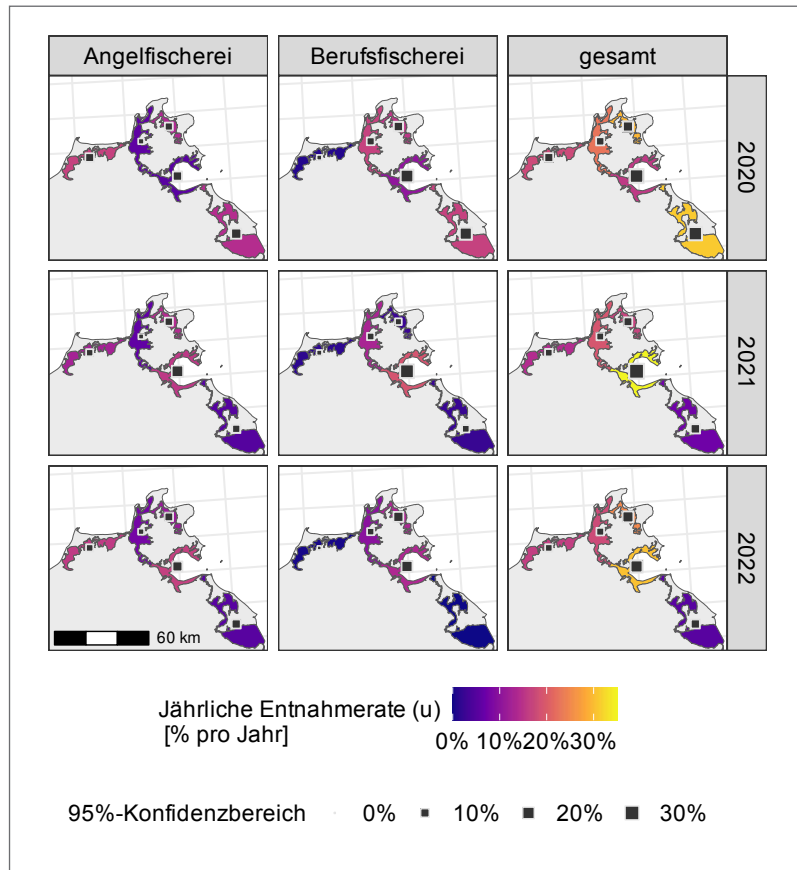 Angelfischerei
Berufsfischerei
gesamt
2020
2021
2022
60 km
Jährliche Entnahmerate (u)
[% pro Jahr]
0% 10% 20% 30%
95%-Konfidenzbereich 0% 10% 20% 30%